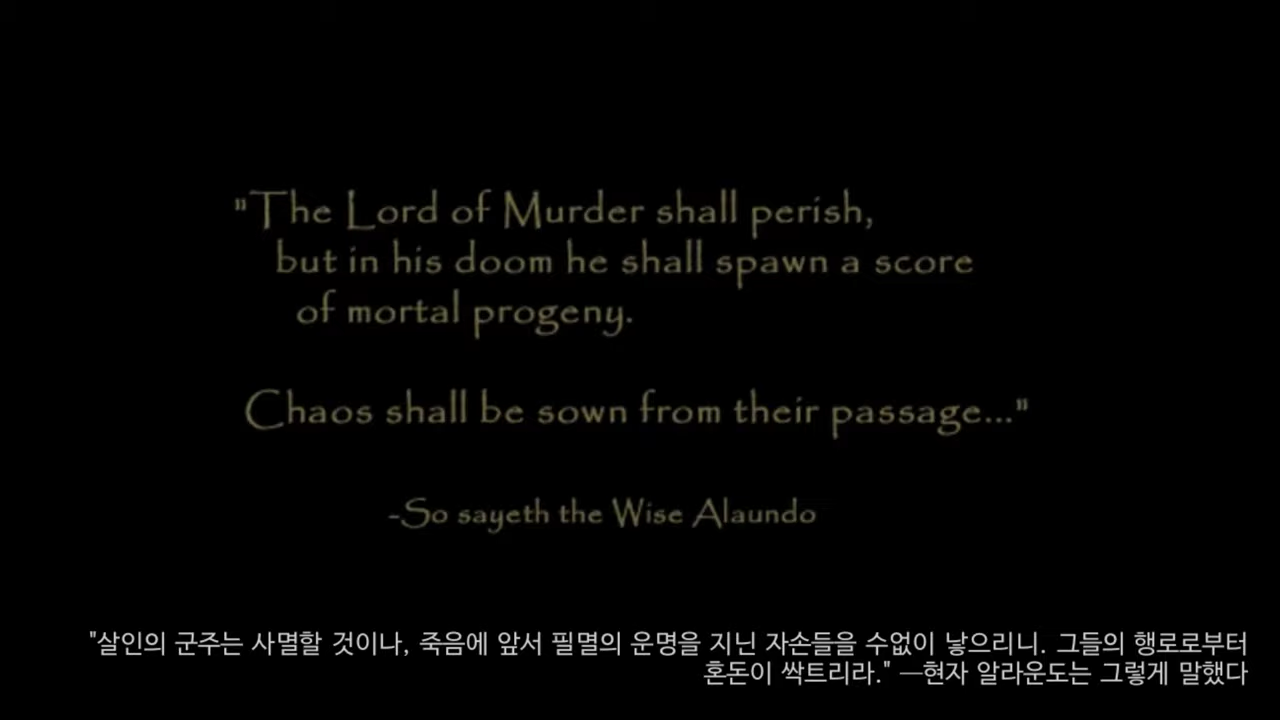 "The Lord of Murder shall perish,
but in his doom he shall spawn a score
of mortal progeny.
Chaos shall be sown from their passage..."
-So sayeth the Wise Alaundo
"살인의 군주는 사멸할 것이나, 죽음에 앞서 필멸의 운명을 지닌 자손들을 수없이 낳으리니. 그들의 행로로부터
혼돈이 싹트리라." ―현자 알라운도는 그렇게 말했다